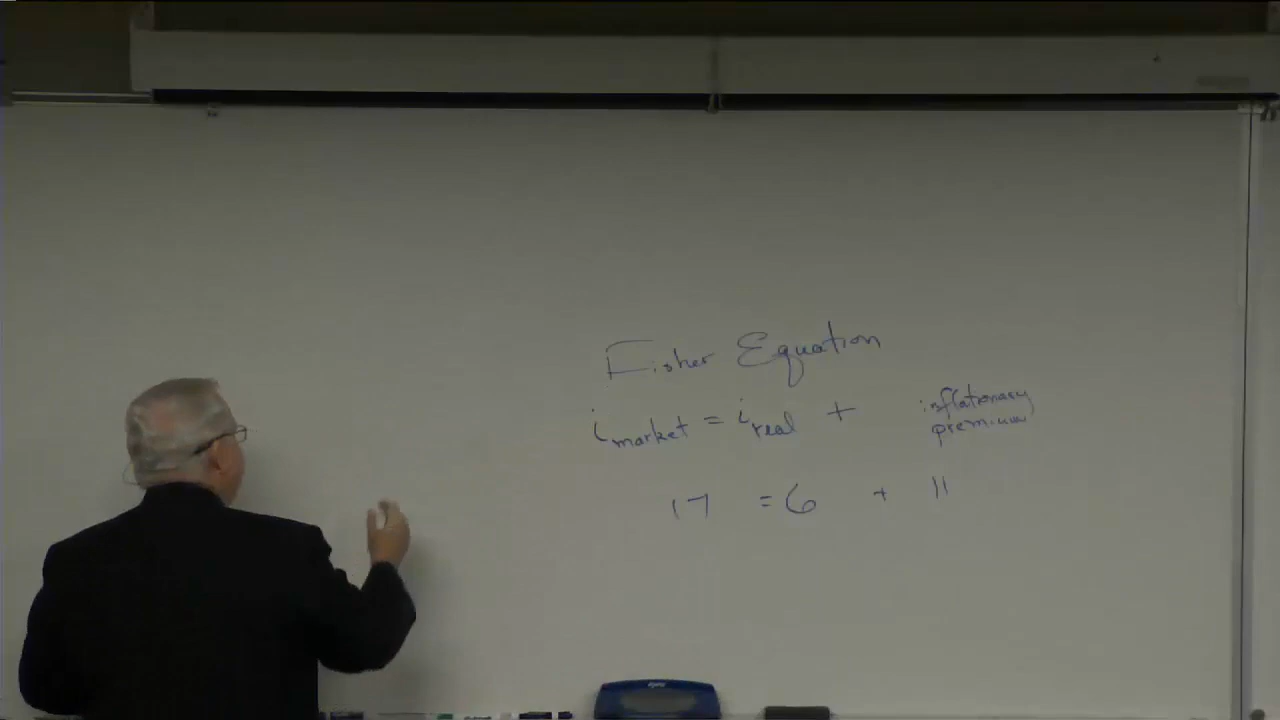 Fisher Equation
i market = i real + inflationary premium
17 = 6 + 11